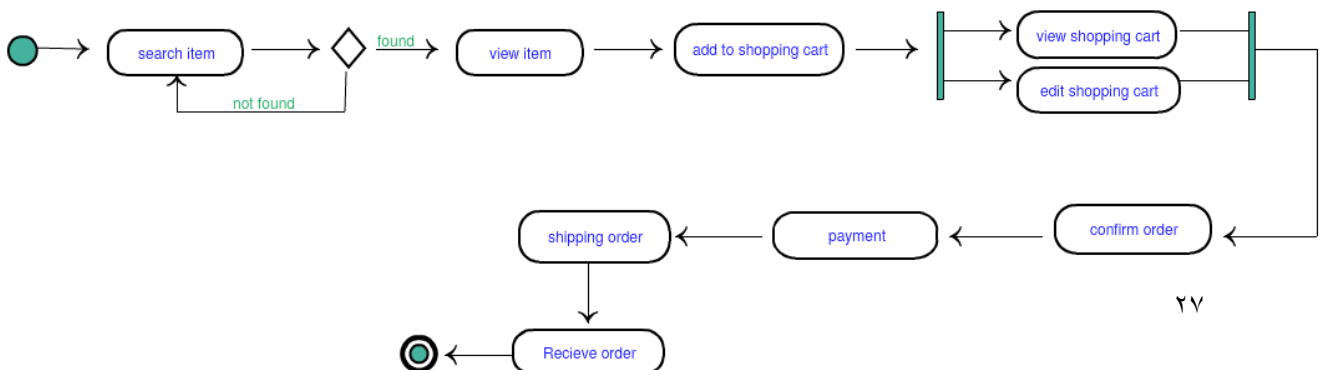 search item
found
not found
view item
add to shopping cart
view shopping cart
edit shopping cart
confirm order
payment
shipping order
Recieve order
٢٧